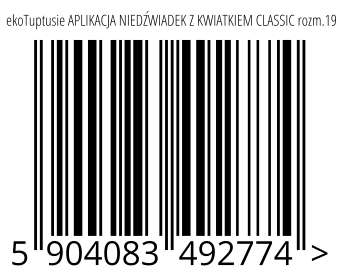 ekoTuptusie APLIKACJA NIEDŹWIADEK Z KWIATKIEM CLASSIC rozm.19
5 904083 492774 >